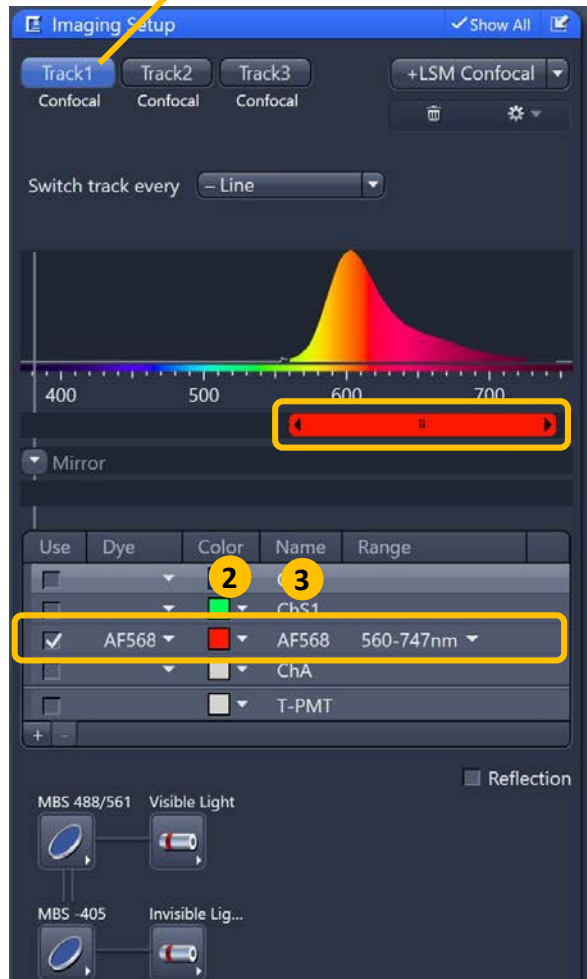 Imaging Setup Show All
Track1 Track2 Track3 +LSM Confocal
Confocal Confocal Confocal
Switch track every – Line
400 500 600 700
Mirror
Use Dye Color Name Range
2 3
ChS1
AF568 AF568 560-747nm
ChA
T-PMT
+ -
Reflection
MBS 488/561 Visible Light
MBS -405 Invisible Lig...